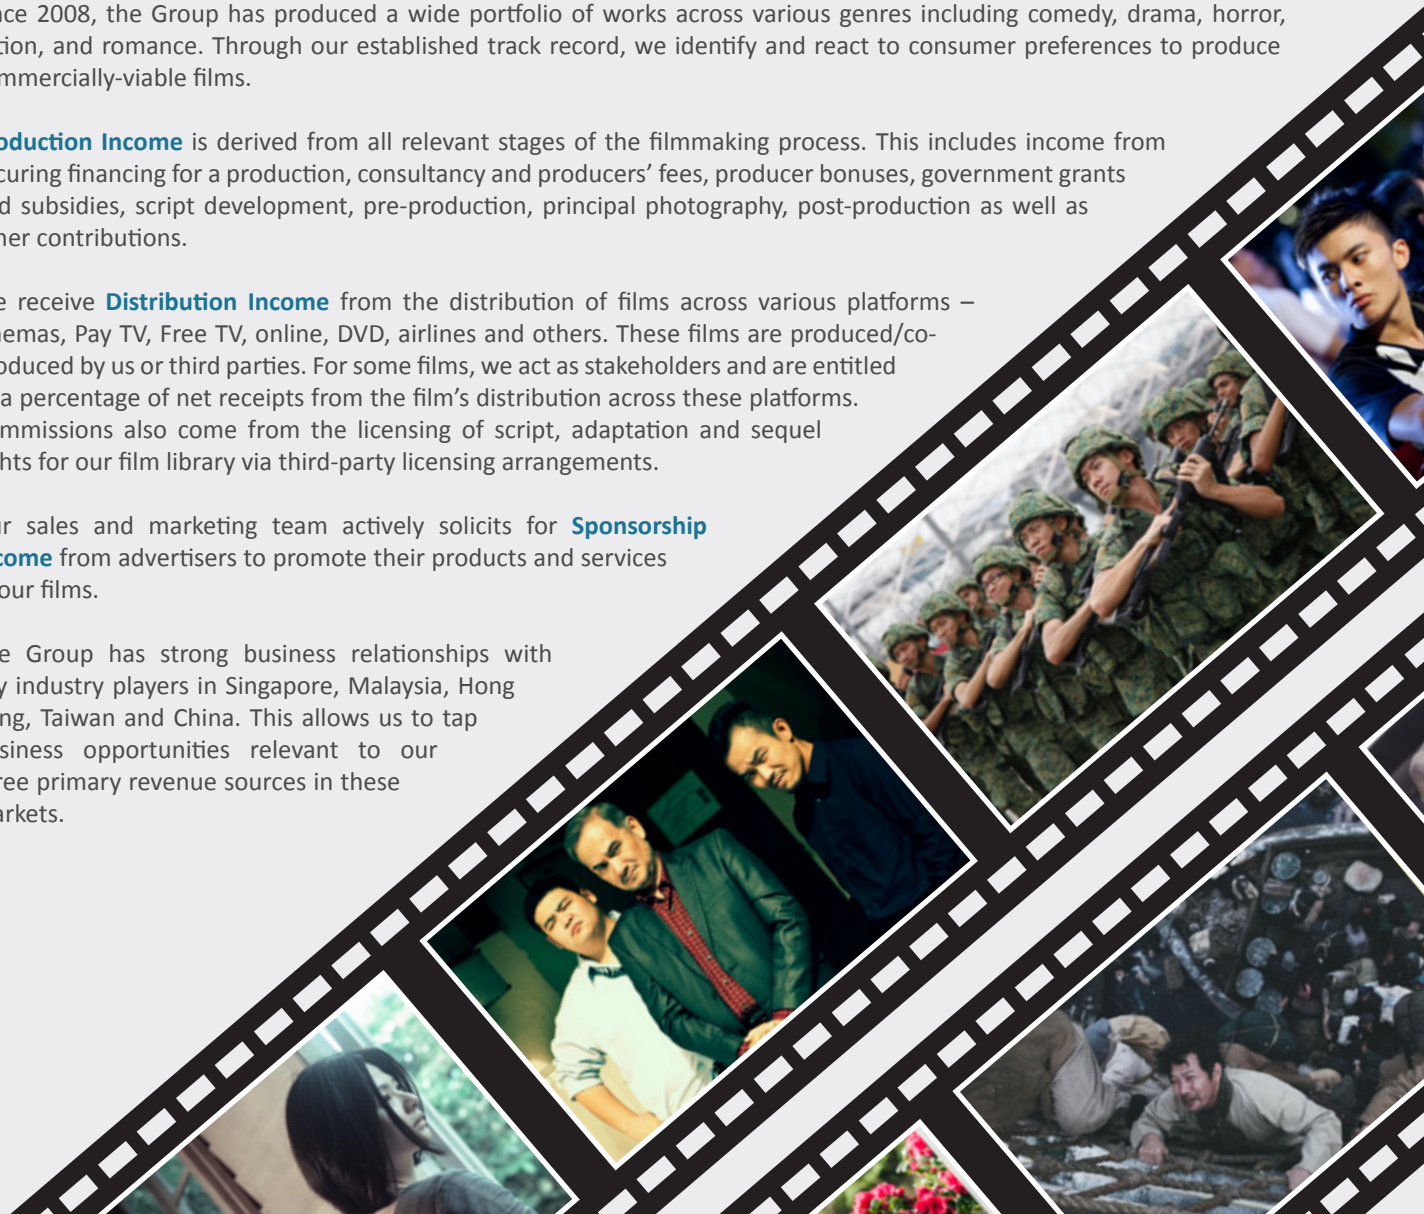 nce 2008, the Group has produced a wide portfolio of works across various genres including comedy, drama, horror,
tion, and romance. Through our established track record, we identify and react to consumer preferences to produce
mmercially-viable films.
oduction Income is derived from all relevant stages of the filmmaking process. This includes income from
curing financing for a production, consultancy and producers’ fees, producer bonuses, government grants
d subsidies, script development, pre-production, principal photography, post-production as well as
her contributions.
e receive Distribution Income from the distribution of films across various platforms –
nemas, Pay TV, Free TV, online, DVD, airlines and others. These films are produced/co-
oduced by us or third parties. For some films, we act as stakeholders and are entitled
a percentage of net receipts from the film’s distribution across these platforms.
mmissions also come from the licensing of script, adaptation and sequel
hts for our film library via third-party licensing arrangements.
ur sales and marketing team actively solicits for Sponsorship
come from advertisers to promote their products and services
our films.
e Group has strong business relationships with
y industry players in Singapore, Malaysia, Hong
ng, Taiwan and China. This allows us to tap
siness opportunities relevant to our
ree primary revenue sources in these
arkets.